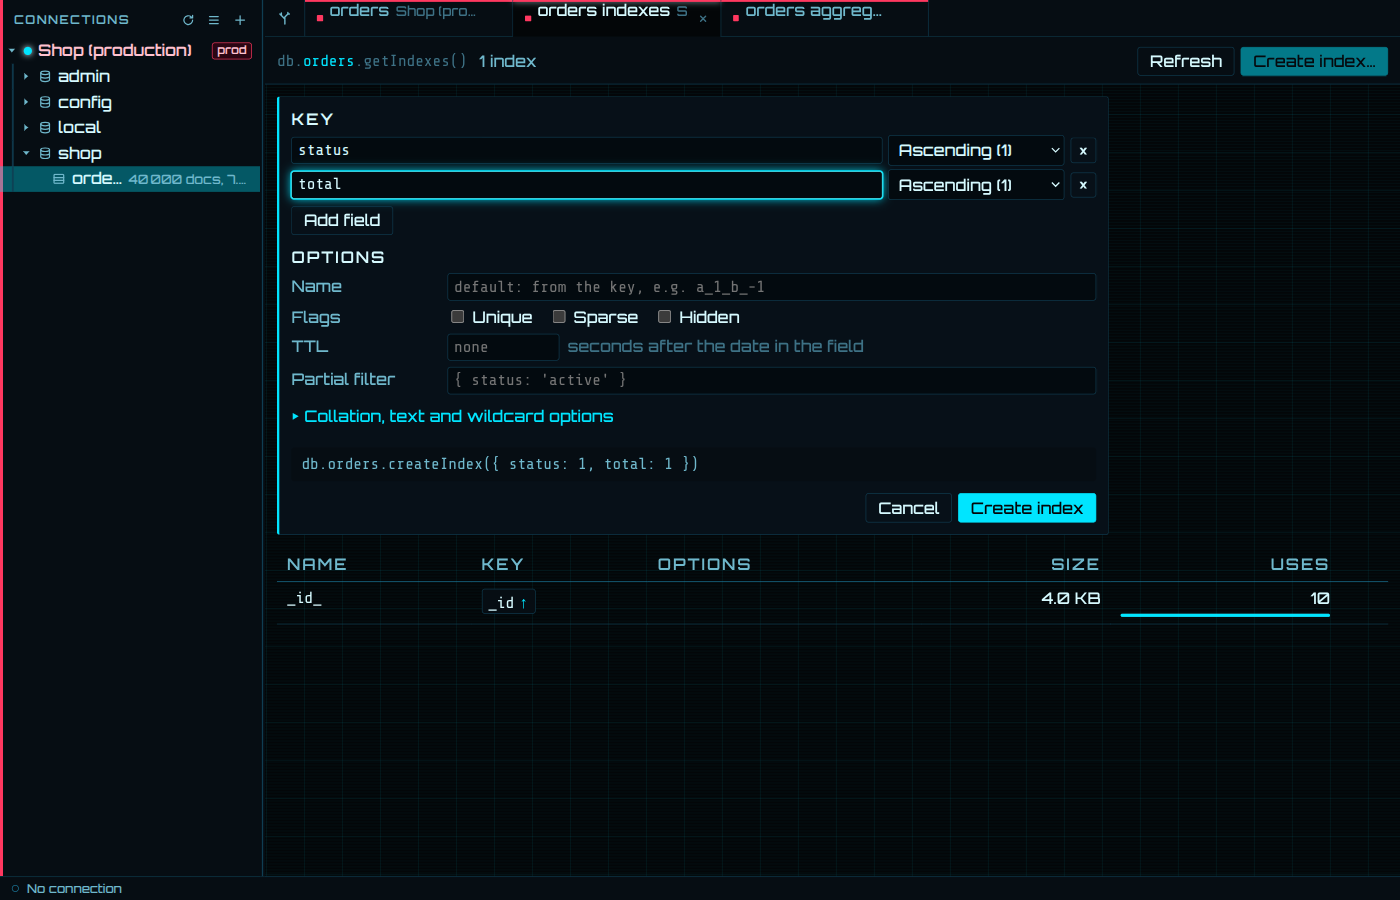 CONNECTIONS
Shop (production) prod
admin
config
local
shop
orde... 40 000 docs, 7....
orders Shop (pro...
orders indexes S ×
orders aggreg...
db.orders.getIndexes() 1 index
Refresh
Create index...
KEY
status Ascending (1) x
total Ascending (1) x
Add field
OPTIONS
Name default: from the key, e.g. a_1_b_-1
Flags Unique Sparse Hidden
TTL none seconds after the date in the field
Partial filter { status: 'active' }
Collation, text and wildcard options
db.orders.createIndex({ status: 1, total: 1 })
Cancel Create index
NAME KEY OPTIONS SIZE USES
_id_ _id ↑ 4.0 KB 10
No connection